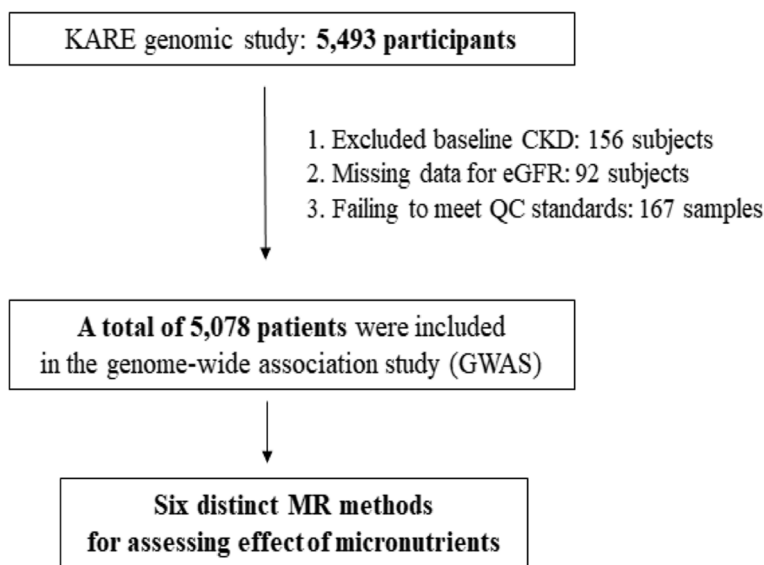 KARE genomic study: 5,493 participants
1. Excluded baseline CKD: 156 subjects
2. Missing data for eGFR: 92 subjects
3. Failing to meet QC standards: 167 samples
A total of 5,078 patients were included
in the genome-wide association study (GWAS)
Six distinct MR methods
for assessing effect of micronutrients